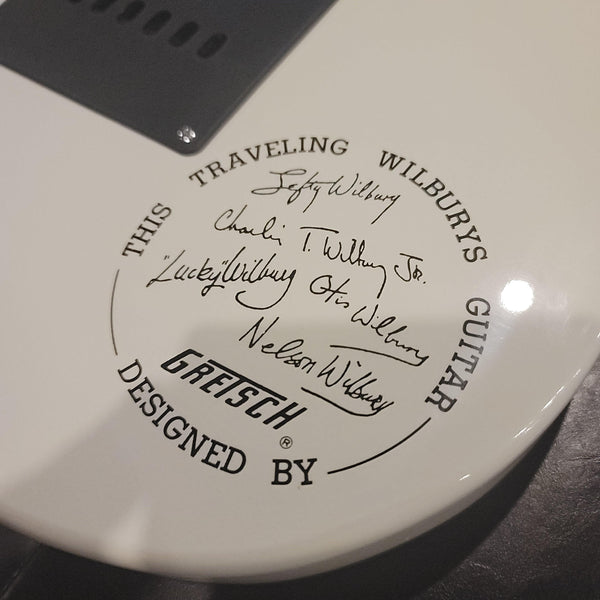 THIS TRAVELING WILBURYS GUITAR
Lefty Wilbury
Charlie T. Wilbury Jr.
"Lucky" Wilbury Otis Wilbury
Nelson Wilbury
GRETSCH ®
DESIGNED BY